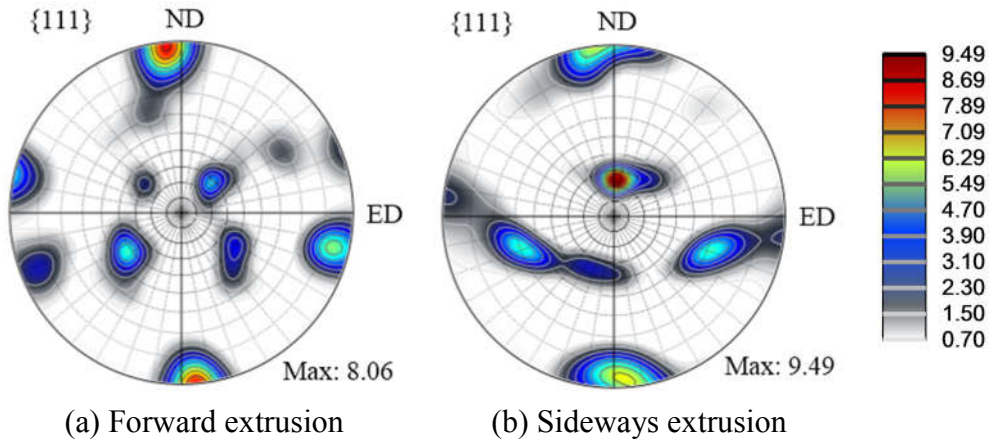 {111}
ND
ED
Max: 8.06
(a) Forward extrusion
{111}
ND
ED
Max: 9.49
(b) Sideways extrusion
9.49
8.69
7.89
7.09
6.29
5.49
4.70
3.90
3.10
2.30
1.50
0.70